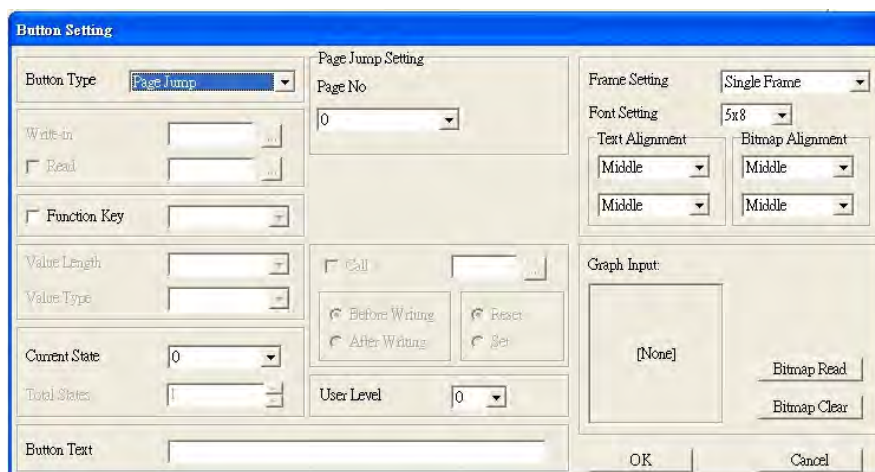 Button Setting
Button Type
Page Jump
Write-in
...
Read
...
Function Key
Value Length
Value Type
Current State
0
Total States
1
Button Text
Page Jump Setting
Page No
0
Call
...
Before Writing
After Writing
Reset
Set
User Level
0
Frame Setting
Single Frame
Font Setting
5x8
Text Alignment
Middle
Middle
Bitmap Alignment
Middle
Middle
Graph Input:
[None]
Bitmap Read
Bitmap Clear
OK
Cancel